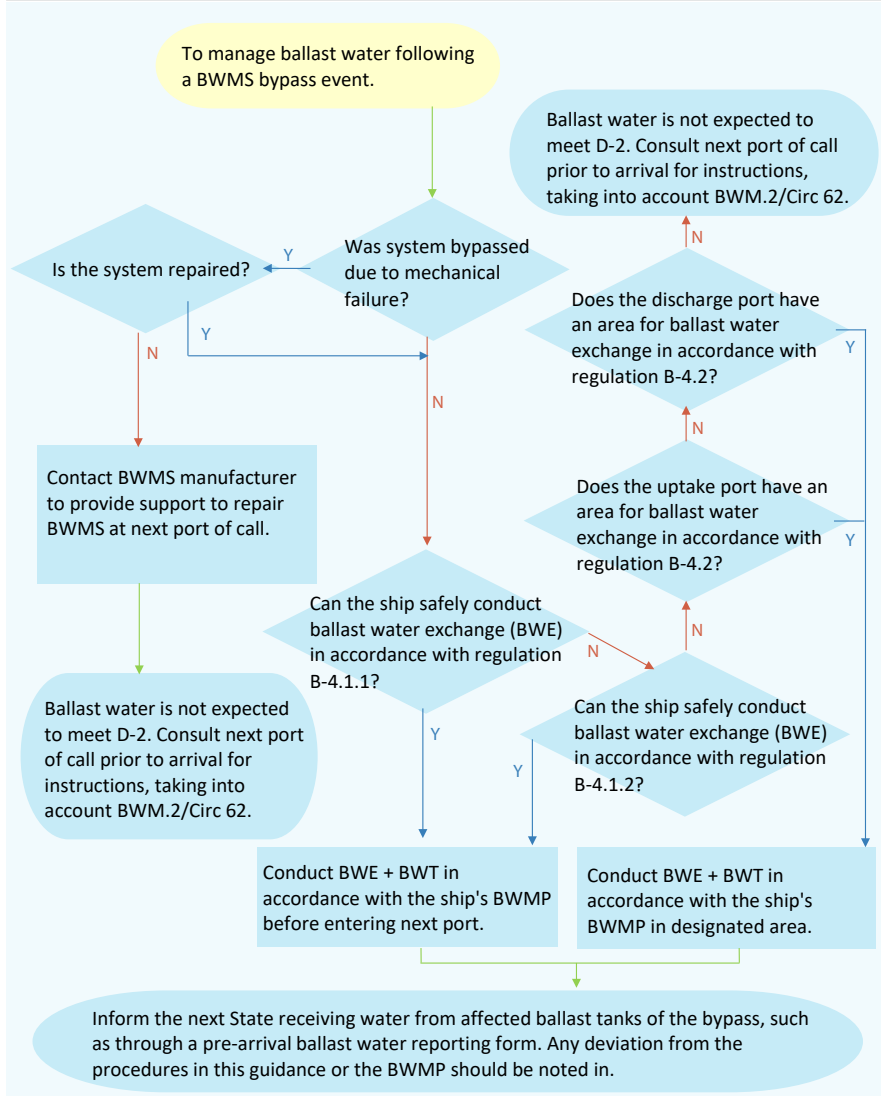 To manage ballast water following
a BWMS bypass event.
Ballast water is not expected to
meet D-2. Consult next port of call
prior to arrival for instructions,
taking into account BWM.2/Circ 62.
N
Is the system repaired?
Y
Was system bypassed
due to mechanical
failure?
Does the discharge port have
an area for ballast water
exchange in accordance with
regulation B-4.2?
Y
Y
N
N
N
Contact BWMS manufacturer
to provide support to repair
BWMS at next port of call.
Does the uptake port have an
area for ballast water
exchange in accordance with
regulation B-4.2?
Y
Can the ship safely conduct
ballast water exchange (BWE)
in accordance with regulation
B-4.1.1?
N
N
Ballast water is not expected
to meet D-2. Consult next port
of call prior to arrival for
instructions, taking into
account BWM.2/Circ 62.
Can the ship safely conduct
ballast water exchange (BWE)
in accordance with regulation
B-4.1.2?
Y
Y
Conduct BWE + BWT in
accordance with the ship's BWMP
before entering next port.
Conduct BWE + BWT in
accordance with the ship's
BWMP in designated area.
Inform the next State receiving water from affected ballast tanks of the bypass, such
as through a pre-arrival ballast water reporting form. Any deviation from the
procedures in this guidance or the BWMP should be noted in.